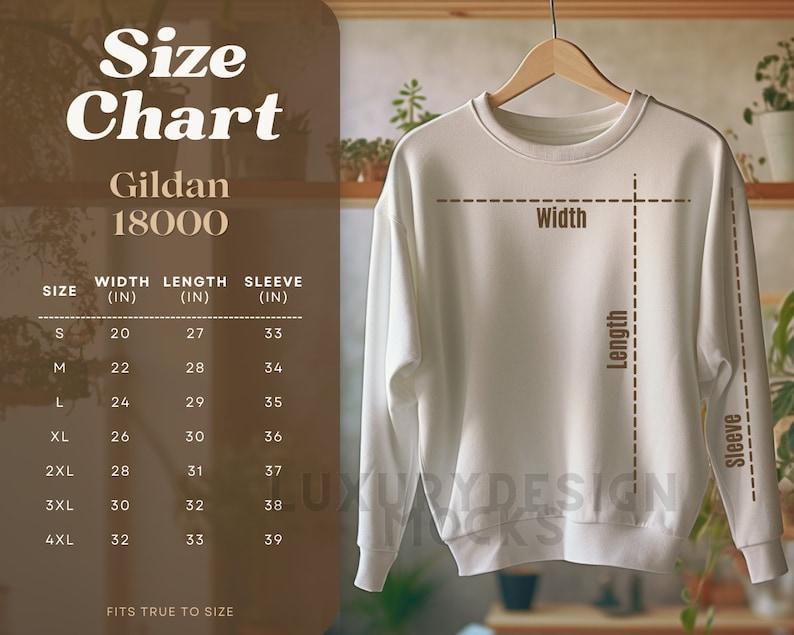 Size
Chart
Gildan
18000
SIZE WIDTH (IN) LENGTH (IN) SLEEVE (IN)
S 20 27 33
M 22 28 34
L 24 29 35
XL 26 30 36
2XL 28 31 37
3XL 30 32 38
4XL 32 33 39
FITS TRUE TO SIZE
Width
Length
Sleeve
LUXURYDESIGN
MOCKS